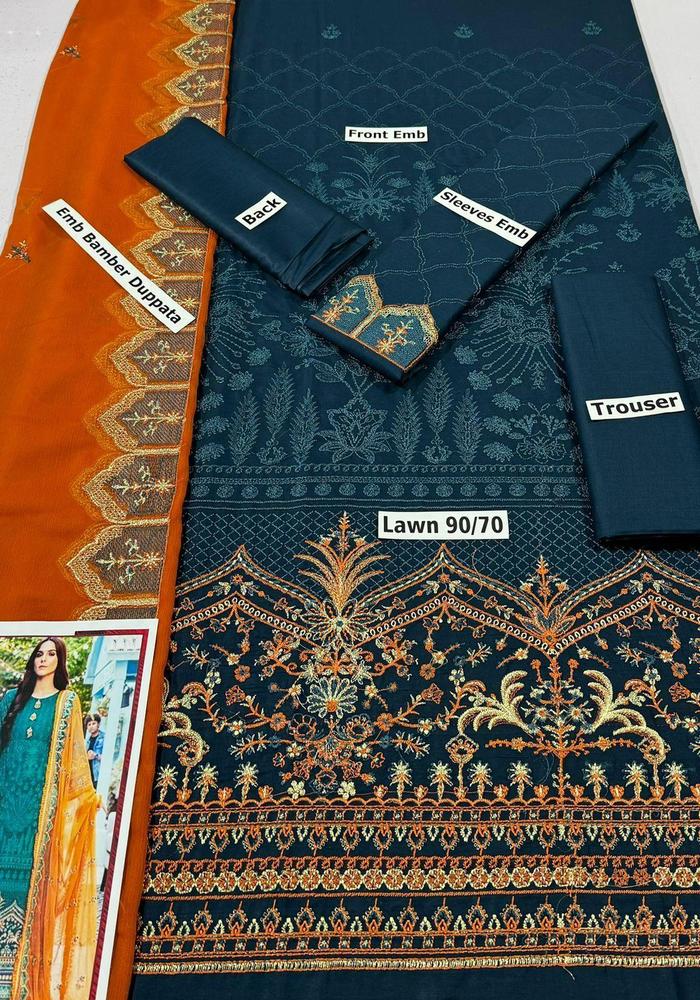 Front Emb
Back
Sleeves Emb
Emb Bamber Duppata
Trouser
Lawn 90/70